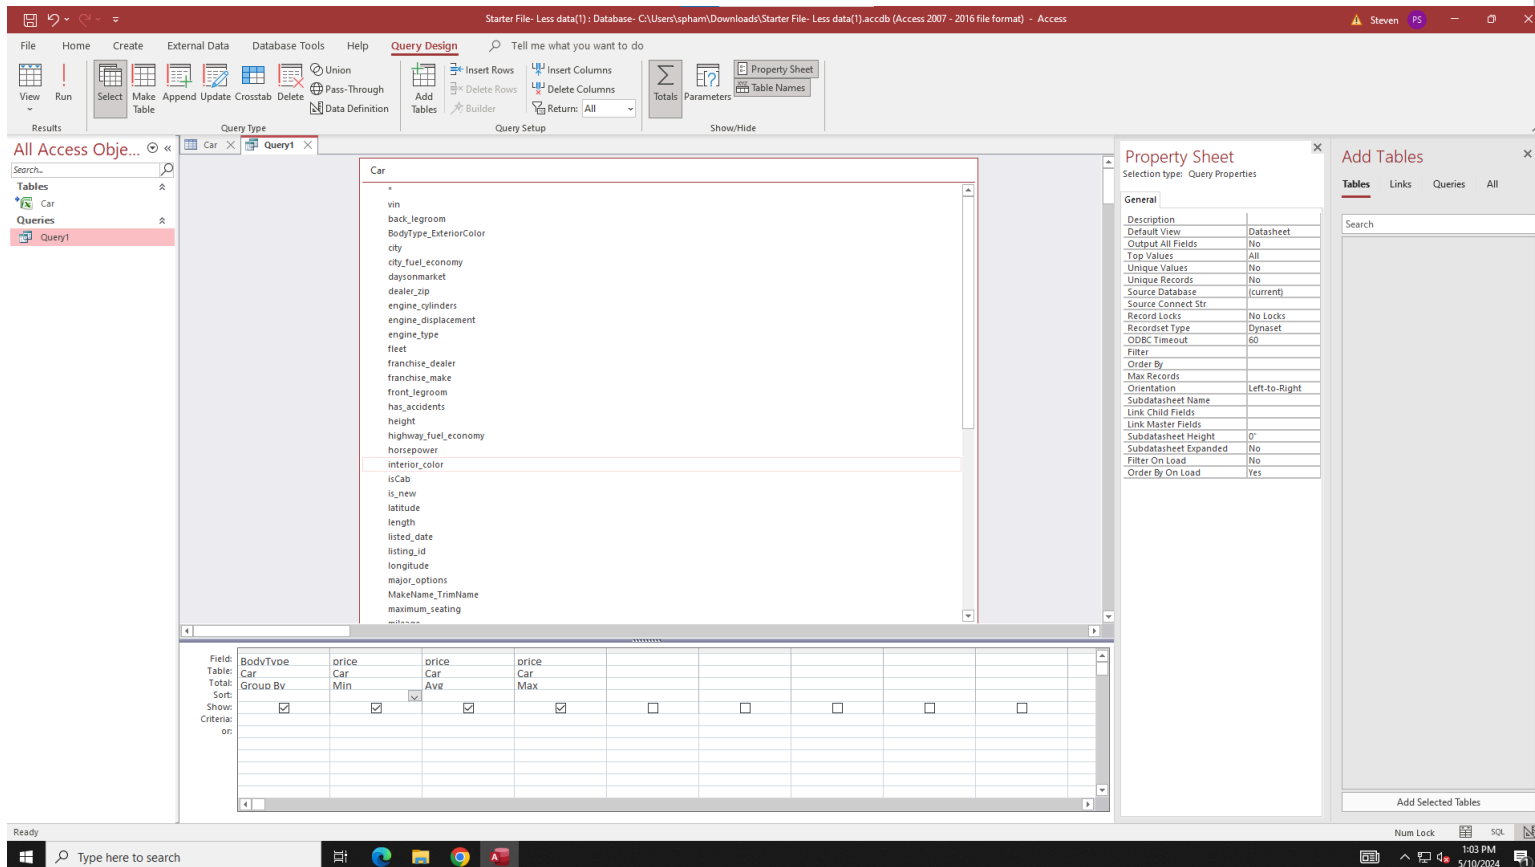 Starter File- Less data(1) : Database- C:\Users\spham\Downloads\Starter File- Less data(1).accdb (Access 2007 - 2016 file format) - Access
Steven PS
File Home Create External Data Database Tools Help Query Design Tell me what you want to do
View Run
Select Make Table Append Update Crosstab Delete
Union
Pass-Through
Data Definition
Add Tables
Insert Rows
Delete Rows
Builder
Insert Columns
Delete Columns
Return: All
Totals Parameters
Property Sheet
Table Names
Results Query Type Query Setup Show/Hide
All Access Obje...
Search...
Tables
Car
Queries
Query1
Car Query1
Car
*
vin
back_legroom
BodyType_ExteriorColor
city
city_fuel_economy
daysonmarket
dealer_zip
engine_cylinders
engine_displacement
engine_type
fleet
franchise_dealer
franchise_make
front_legroom
has_accidents
height
highway_fuel_economy
horsepower
interior_color
isCab
is_new
latitude
length
listed_date
listing_id
longitude
major_options
MakeName_TrimName
maximum_seating
mileage
Field: BodyType price price price
Table: Car Car Car Car
Total: Group By Min Avg Max
Sort:
Show:
Criteria:
or:
Property Sheet
Selection type: Query Properties
General
Description
Default View Datasheet
Output All Fields No
Top Values All
Unique Values No
Unique Records No
Source Database (current)
Source Connect Str
Record Locks No Locks
Recordset Type Dynaset
ODBC Timeout 60
Filter
Order By
Max Records
Orientation Left-to-Right
Subdatasheet Name
Link Child Fields
Link Master Fields
Subdatasheet Height 0"
Subdatasheet Expanded No
Filter On Load No
Order By On Load Yes
Add Tables
Tables Links Queries All
Search
Add Selected Tables
Ready
Num Lock SQL
Type here to search
1:03 PM
5/10/2024